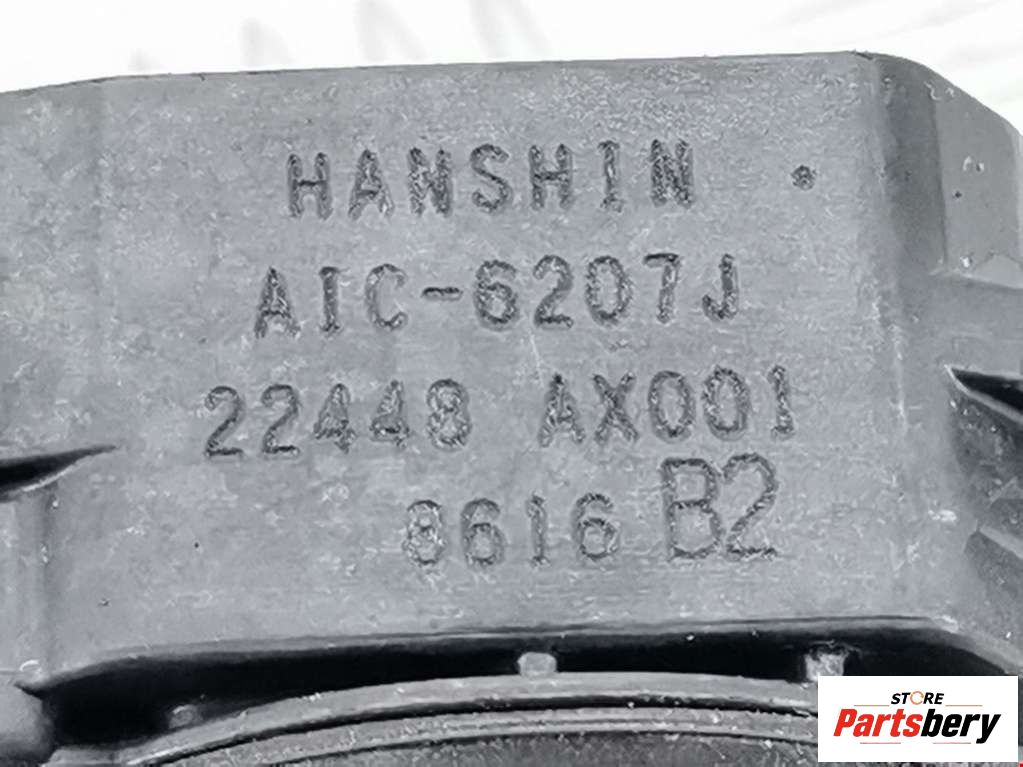 HANSHIN
AIC-6207J
22448 AX001
8616 B2
STORE
Partsbery